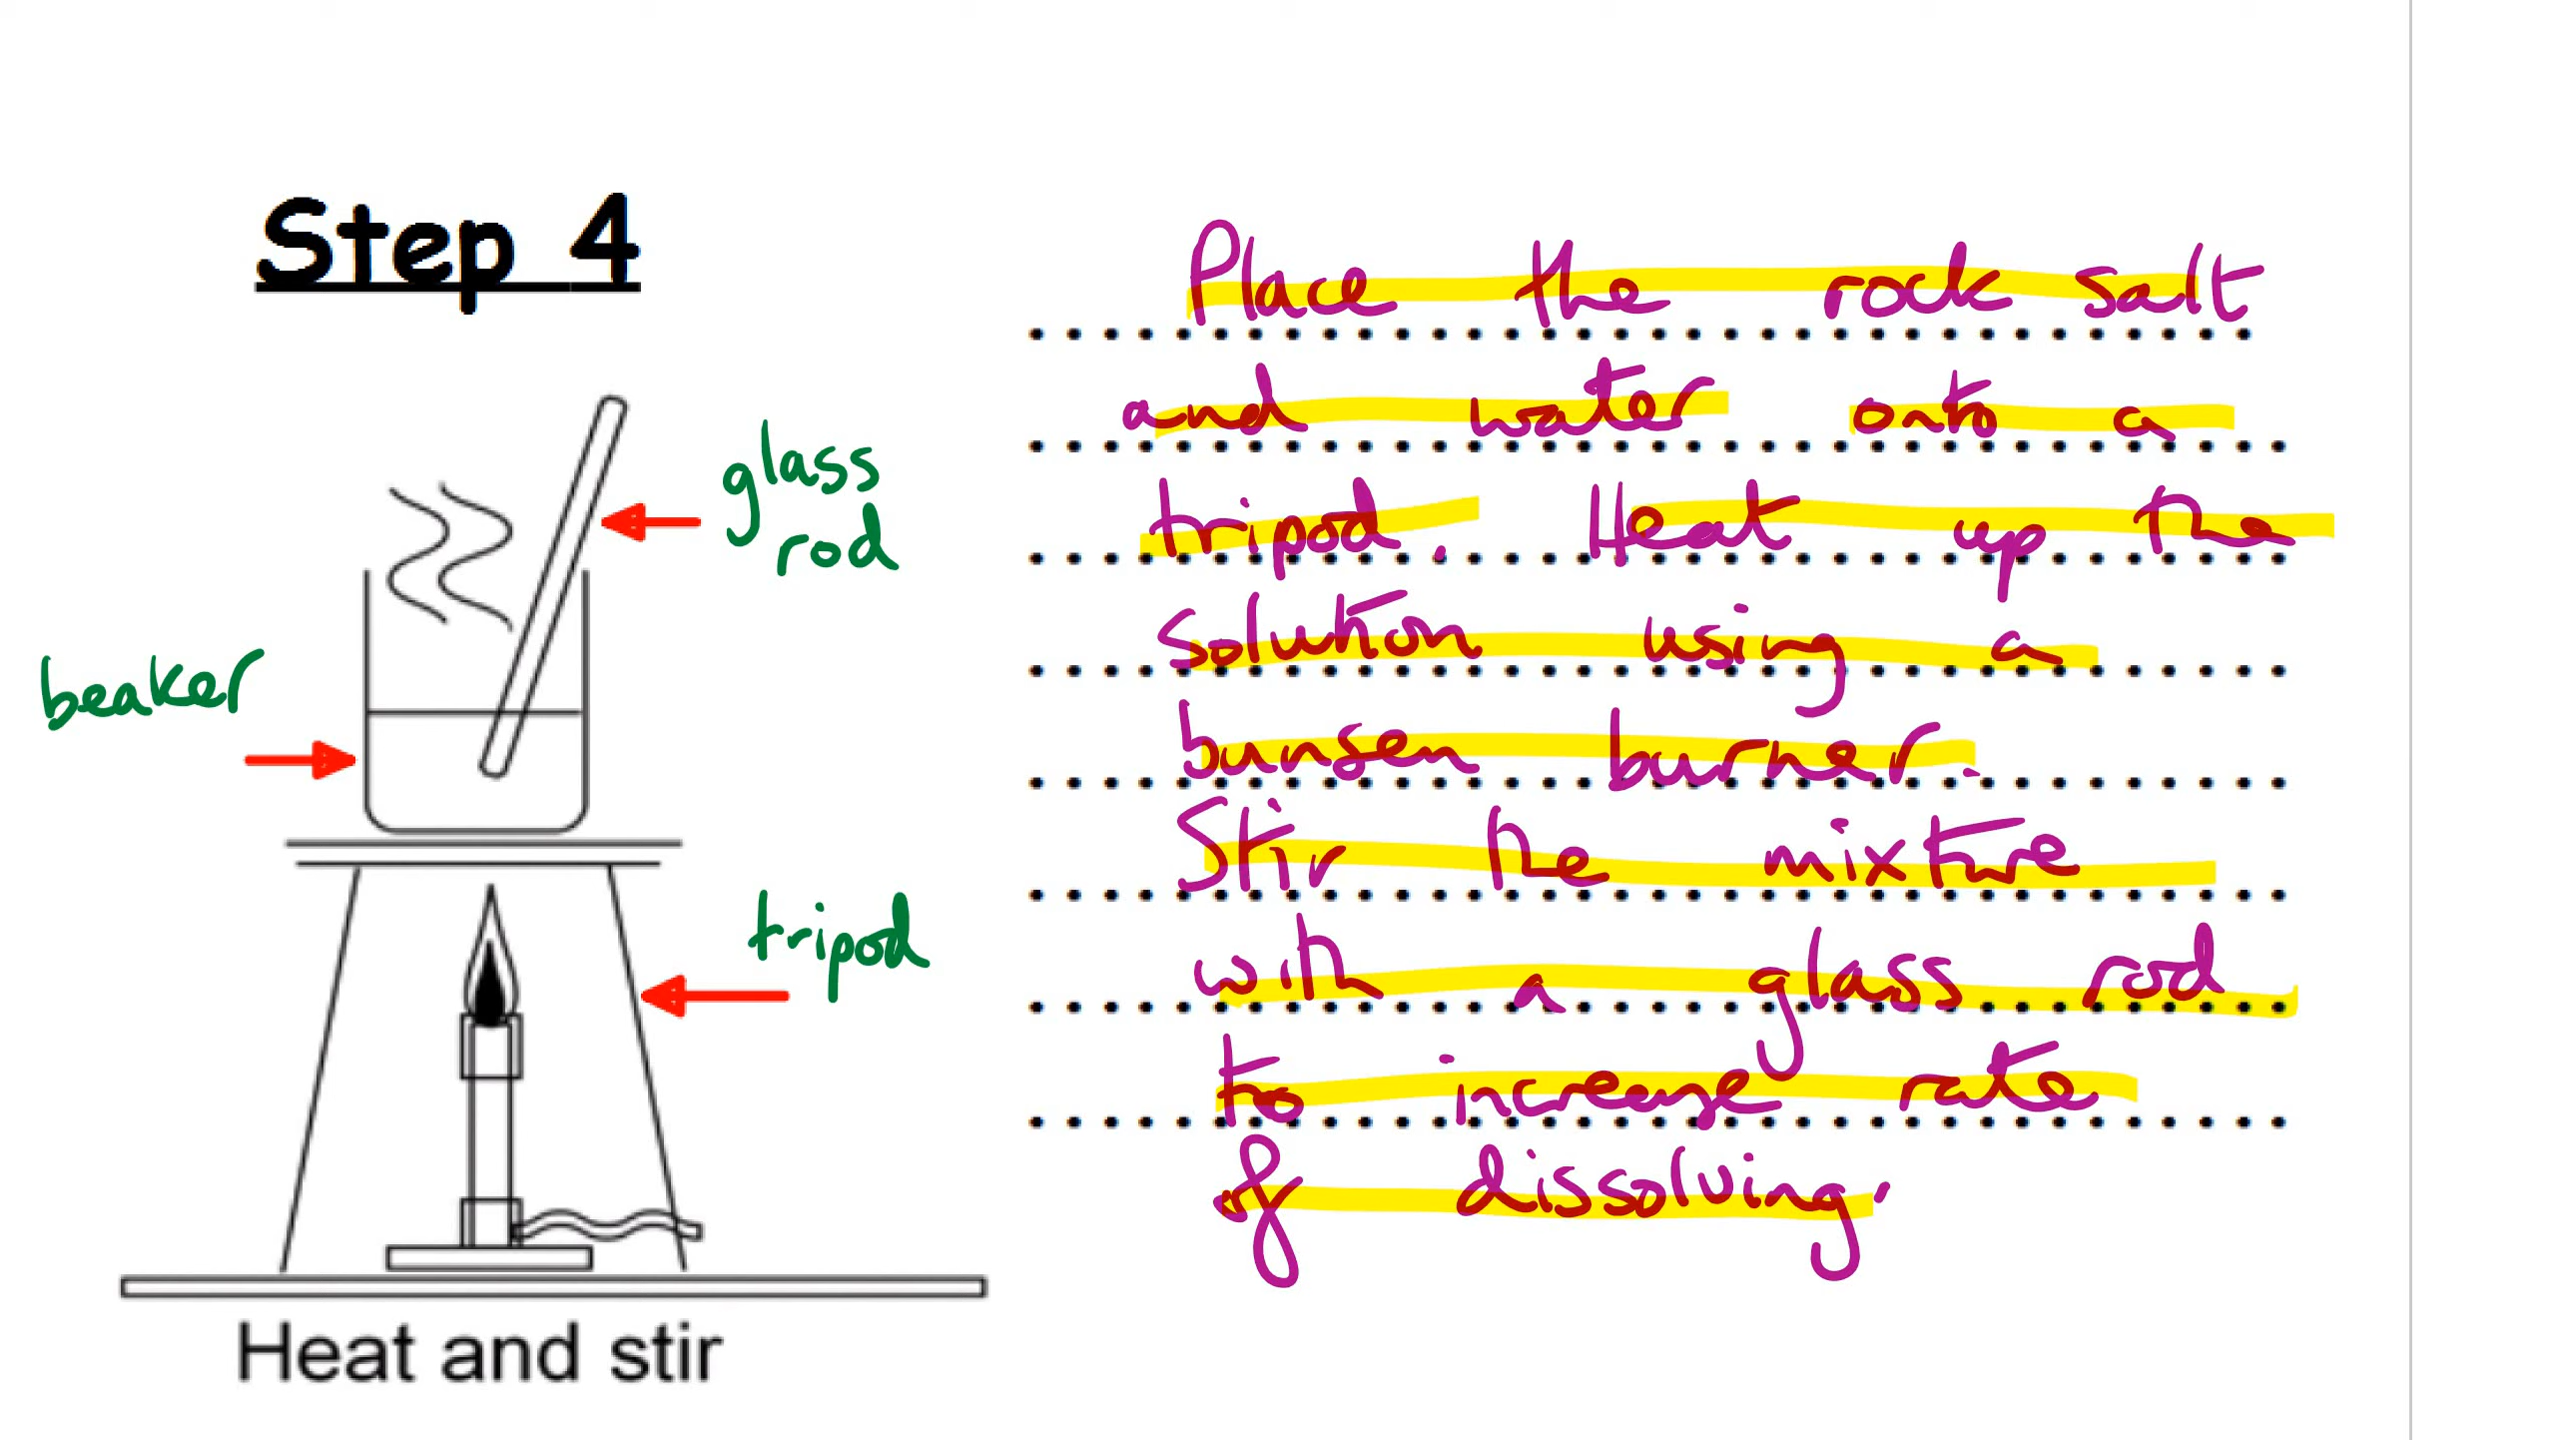 Step 4
glass
rod
beaker
tripod
Heat and stir
Place the rock salt
and water onto a
tripod. Heat up the
solution using a
bunsen burner.
Stir the mixture
with a glass rod
to increase rate
of dissolving.